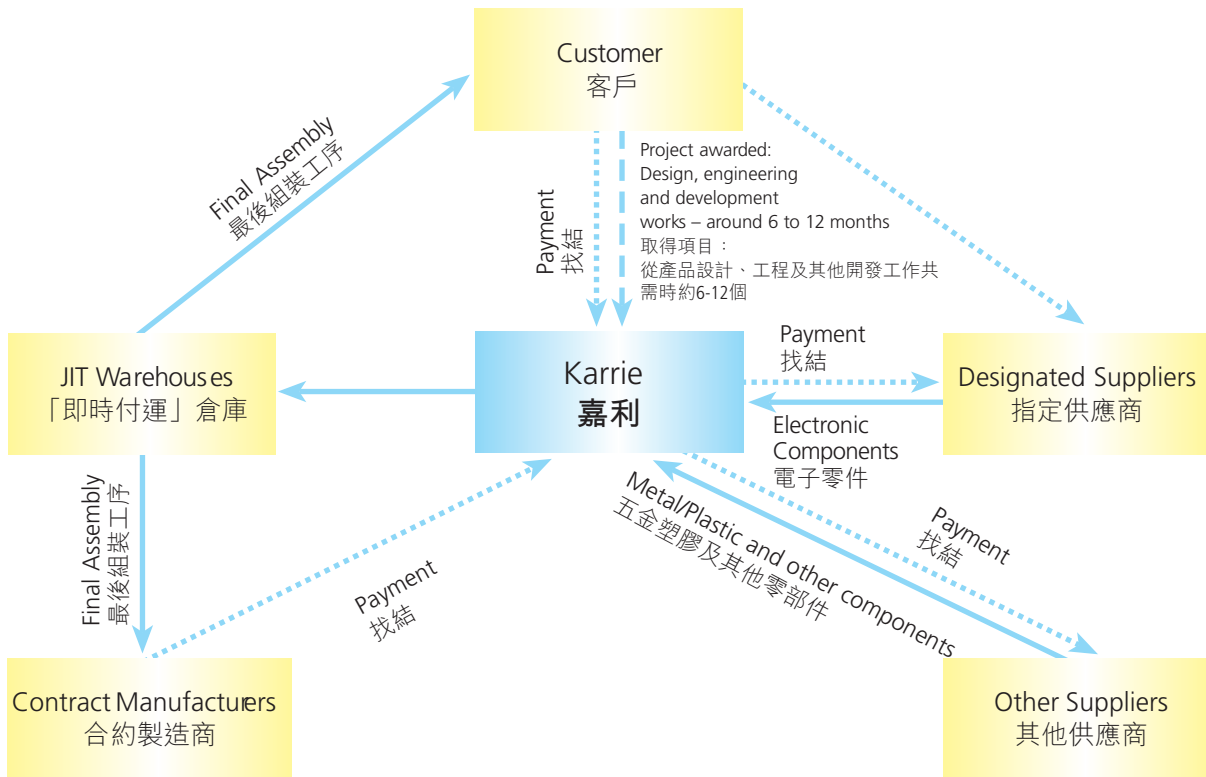 Customer
客戶
Final Assembly
最後組裝工序
Payment
找結
Project awarded:
Design, engineering
and development
works – around 6 to 12 months
取得項目：
從產品設計、工程及其他開發工作共
需時約6-12個
JIT Warehouses
「即時付運」倉庫
Karrie
嘉利
Payment
找結
Designated Suppliers
指定供應商
Electronic
Components
電子零件
Final Assembly
最後組裝工序
Payment
找結
Metal/Plastic and other components
五金塑膠及其他零部件
Payment
找結
Contract Manufacturers
合約製造商
Other Suppliers
其他供應商